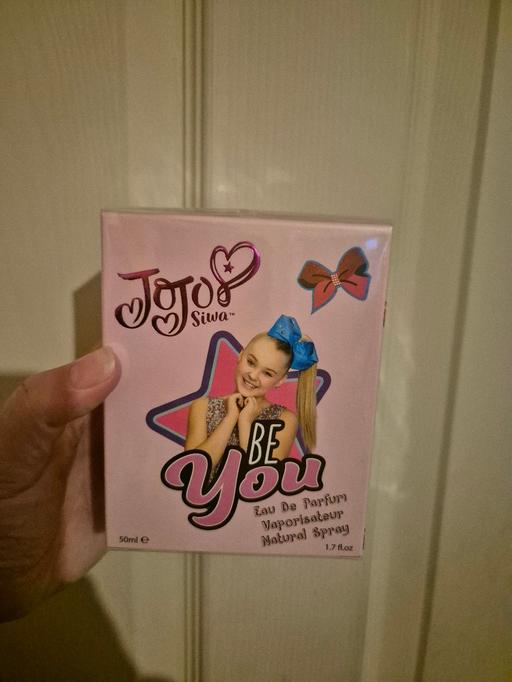 JoJo
Siwa™
BE
You
Eau De Parfum
Vaporisateur
Natural Spray
50ml ℮
1.7 fl.oz